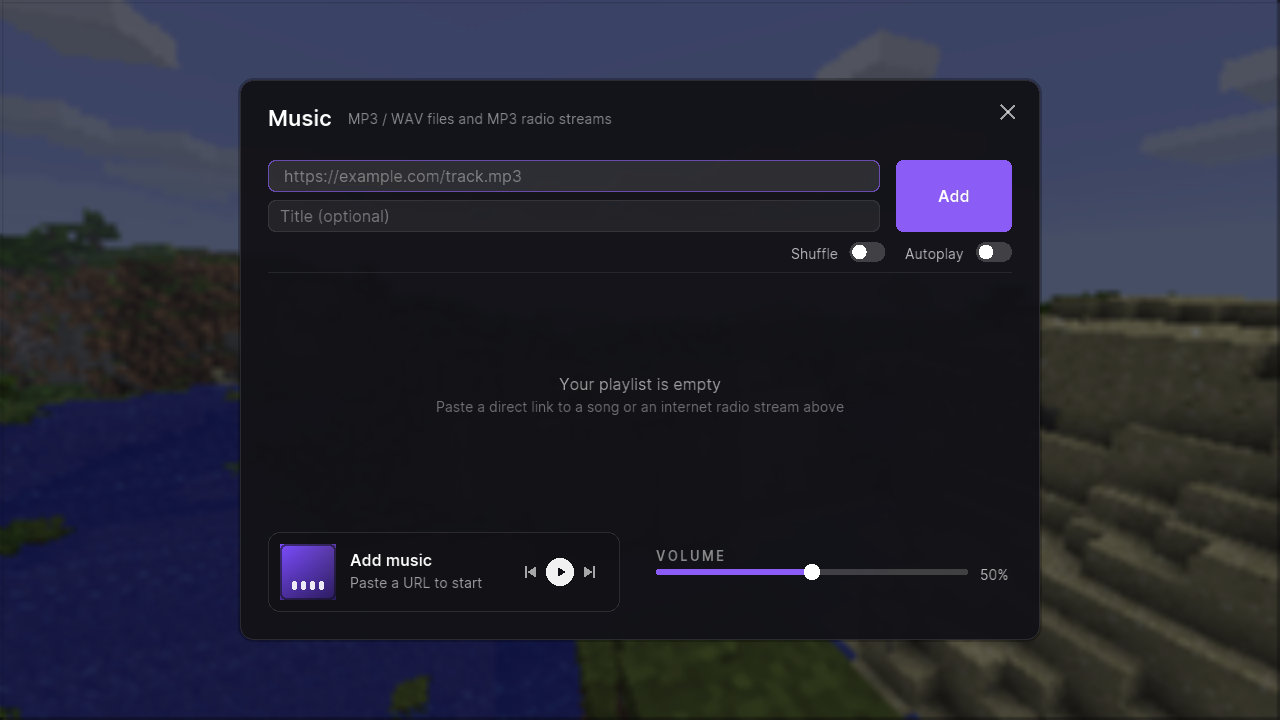 Music MP3 / WAV files and MP3 radio streams
https://example.com/track.mp3
Add
Title (optional)
Shuffle Autoplay
Your playlist is empty
Paste a direct link to a song or an internet radio stream above
Add music
Paste a URL to start
VOLUME
50%